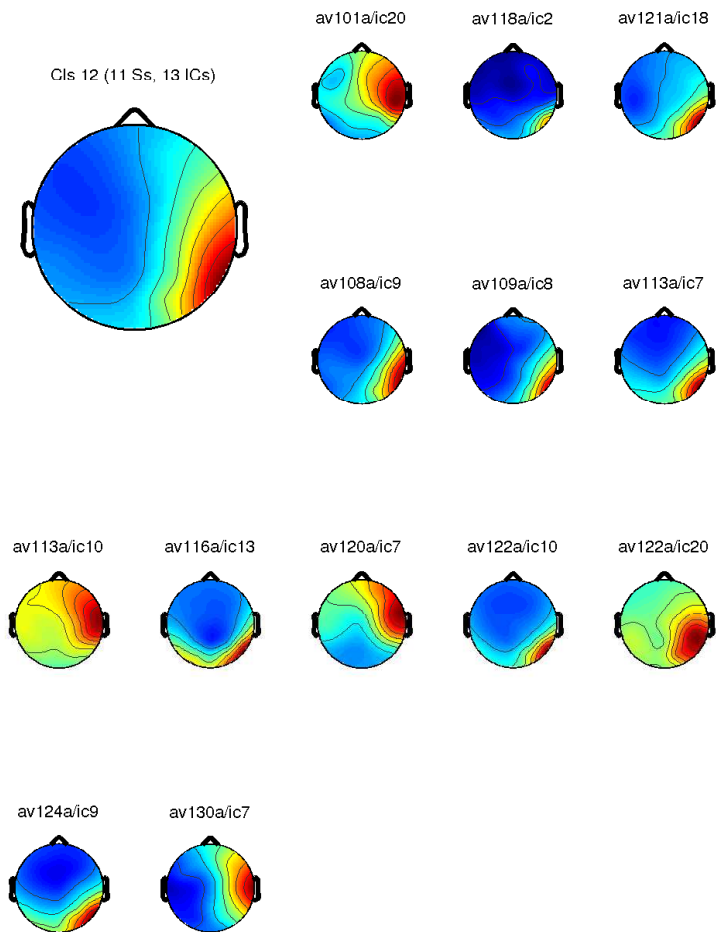 av101a/ic20 av118a/ic2 av121a/ic18
Cls 12 (11 Ss, 13 ICs)
av108a/ic9 av109a/ic8 av113a/ic7
av113a/ic10 av116a/ic13 av120a/ic7 av122a/ic10 av122a/ic20
av124a/ic9 av130a/ic7